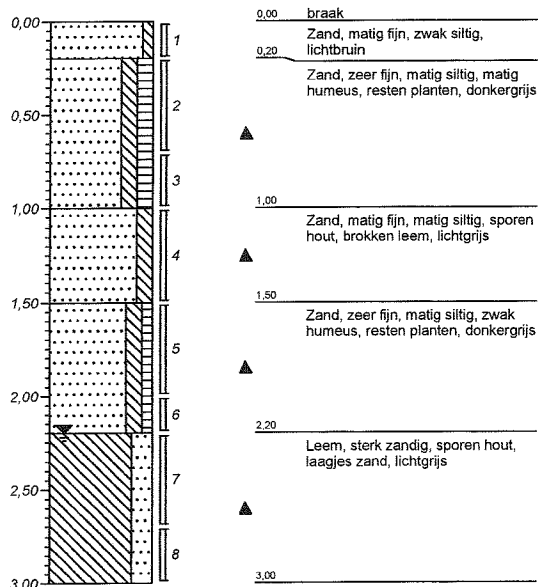 0,00
0,50
1,00
1,50
2,00
2,50
3,00
1
2
3
4
5
6
7
8
0,00 braak
Zand, matig fijn, zwak siltig,
lichtbruin
0,20
Zand, zeer fijn, matig siltig, matig
humeus, resten planten, donkergrijs
1,00
Zand, matig fijn, matig siltig, sporen
hout, brokken leem, lichtgrijs
1,50
Zand, zeer fijn, matig siltig, zwak
humeus, resten planten, donkergrijs
2,20
Leem, sterk zandig, sporen hout,
laagjes zand, lichtgrijs
3,00